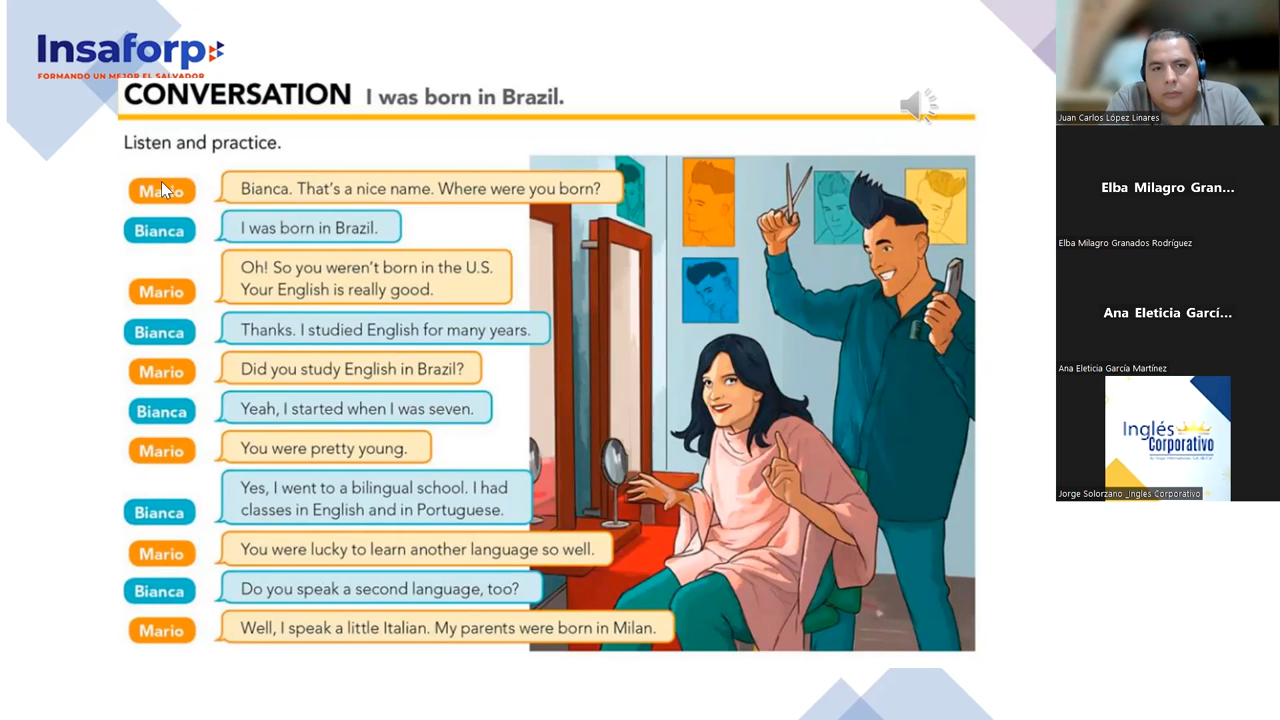 Insaforp
FORMANDO UN MEJOR EL SALVADOR
CONVERSATION I was born in Brazil.
Listen and practice.
Mario Bianca. That's a nice name. Where were you born?
Bianca I was born in Brazil.
Oh! So you weren't born in the U.S.
Mario Your English is really good.
Bianca Thanks. I studied English for many years.
Mario Did you study English in Brazil?
Bianca Yeah, I started when I was seven.
Mario You were pretty young.
Yes, I went to a bilingual school. I had
Bianca classes in English and in Portuguese.
Mario You were lucky to learn another language so well.
Bianca Do you speak a second language, too?
Mario Well, I speak a little Italian. My parents were born in Milan.
Juan Carlos López Linares
Elba Milagro Gran...
Elba Milagro Granados Rodríguez
Ana Eleticia Garcí...
Ana Eleticia García Martínez
Inglés
Corporativo
Jorge Solorzano _Ingles Corporativo